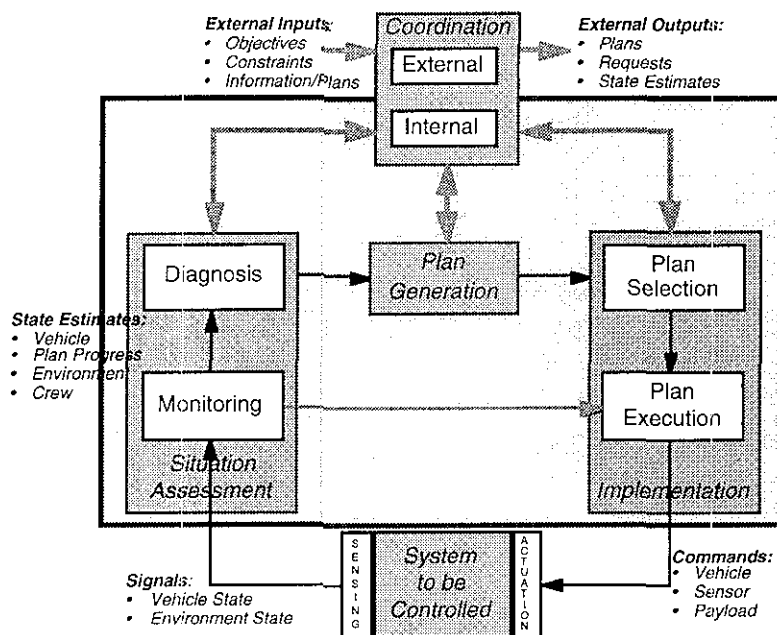 External Inputs:
• Objectives
• Constraints
• Information/Plans
Coordination
External
Internal
External Outputs:
• Plans
• Requests
• State Estimates
Diagnosis
Plan
Generation
Plan
Selection
State Estimates:
• Vehicle
• Plan Progress
• Environment
• Crew
Monitoring
Plan
Execution
Situation
Assessment
Implementation
SENSING
System
to be
Controlled
ACTUATION
Signals:
• Vehicle State
• Environment State
Commands:
• Vehicle
• Sensor
• Payload